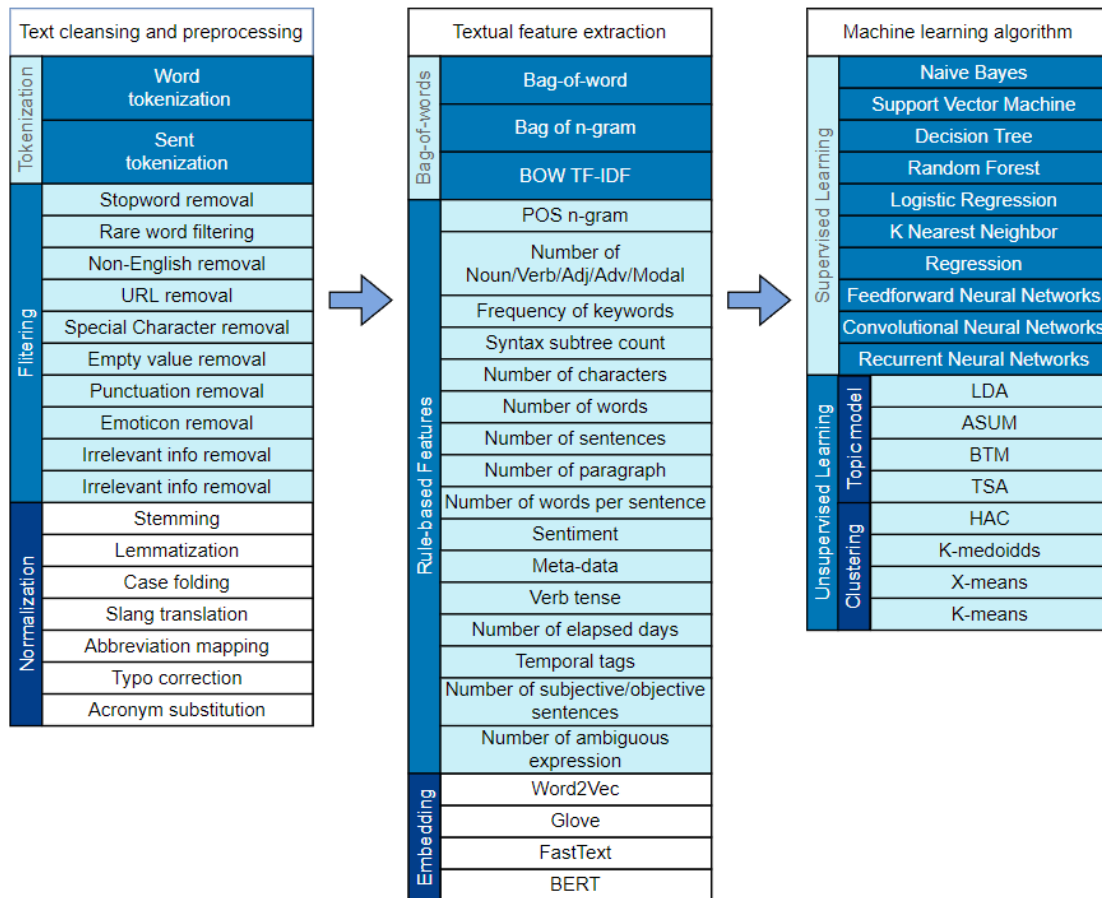 Text cleansing and preprocessing
Tokenization
Word
tokenization
Sent
tokenization
Flitering
Stopword removal
Rare word filtering
Non-English removal
URL removal
Special Character removal
Empty value removal
Punctuation removal
Emoticon removal
Irrelevant info removal
Irrelevant info removal
Normalization
Stemming
Lemmatization
Case folding
Slang translation
Abbreviation mapping
Typo correction
Acronym substitution
Textual feature extraction
Bag-of-words
Bag-of-word
Bag of n-gram
BOW TF-IDF
Rule-based Features
POS n-gram
Number of
Noun/Verb/Adj/Adv/Modal
Frequency of keywords
Syntax subtree count
Number of characters
Number of words
Number of sentences
Number of paragraph
Number of words per sentence
Sentiment
Meta-data
Verb tense
Number of elapsed days
Temporal tags
Number of subjective/objective
sentences
Number of ambiguous
expression
Embedding
Word2Vec
Glove
FastText
BERT
Machine learning algorithm
Supervised Learning
Naive Bayes
Support Vector Machine
Decision Tree
Random Forest
Logistic Regression
K Nearest Neighbor
Regression
Feedforward Neural Networks
Convolutional Neural Networks
Recurrent Neural Networks
Unsupervised Learning
Topic model
LDA
ASUM
BTM
TSA
Clustering
HAC
K-medoidds
X-means
K-means